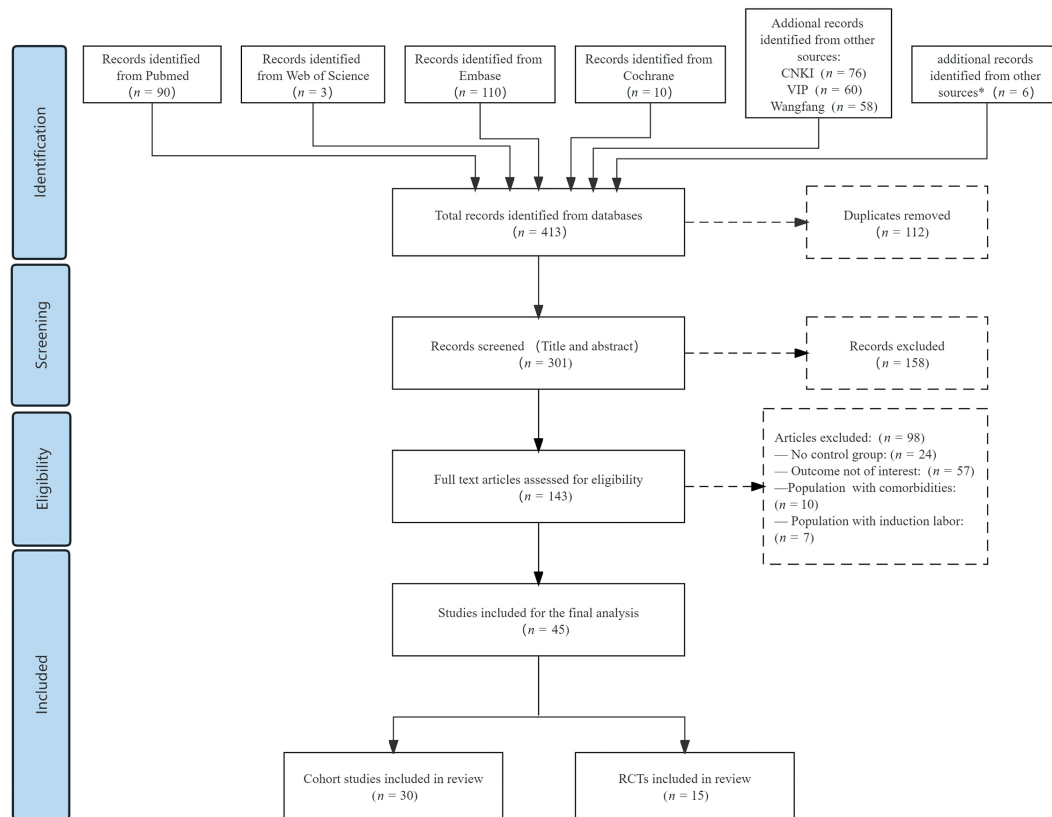 Identification
Records identified
from Pubmed
(n = 90)
Records identified
from Web of Science
(n = 3)
Records identified from
Embase
(n = 110)
Records identified from
Cochrane
(n = 10)
Addional records
identified from otther
sources:
CNKI (n = 76)
VIP (n = 60)
Wangfang (n = 58)
additional records
identified from other
sources* (n = 6)
Total records identified from databases
(n = 413)
Duplicates removed
(n = 112)
Screening
Records screened (Title and abstract)
(n = 301)
Records excluded
(n = 158)
Eligibility
Full text articles assessed for eligibility
(n = 143)
Articles excluded: (n = 98)
— No control group: (n = 24)
— Outcome not of interest: (n = 57)
—Population with comorbidities:
(n = 10)
— Population with induction labor:
(n = 7)
Included
Studies included for the final analysis
(n = 45)
Cohort studies included in review
(n = 30)
RCTs included in review
(n = 15)